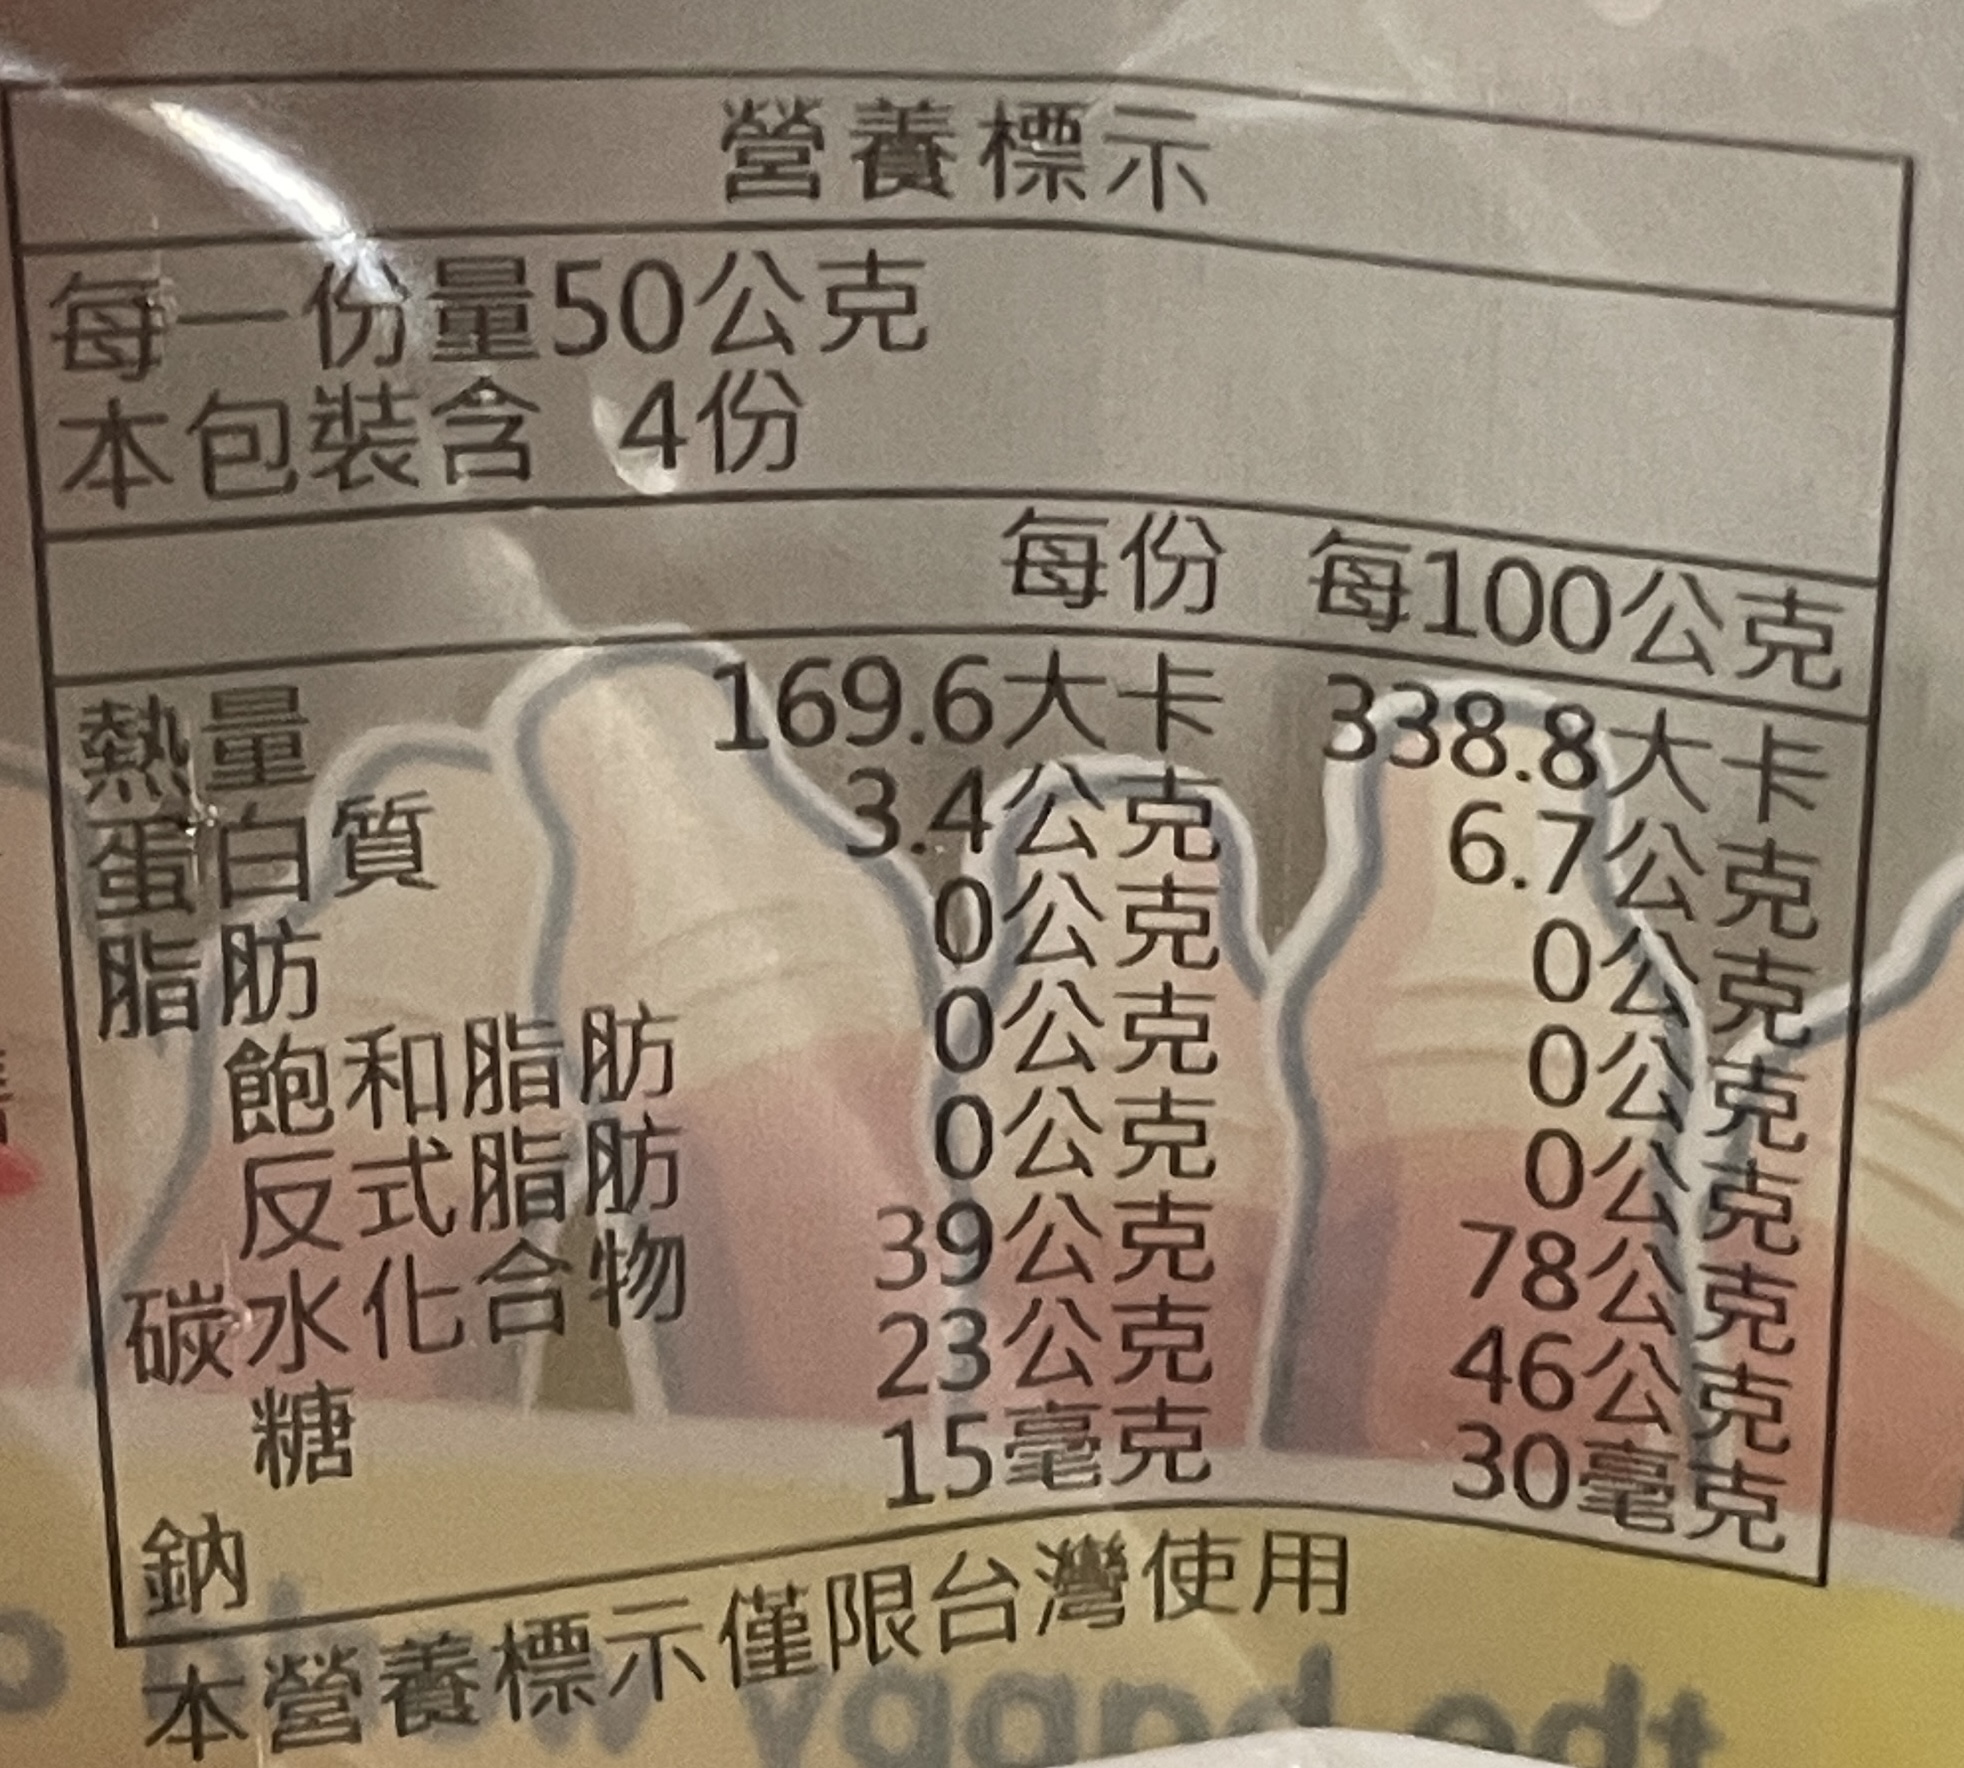 營養標示
每一份量50公克
本包裝含 4份
每份 每100公克
熱量 169.6大卡 338.8大卡
蛋白質 3.4公克 6.7公克
脂肪 0公克 0公克
飽和脂肪 0公克 0公克
反式脂肪 0公克 0公克
碳水化合物 39公克 78公克
糖 23公克 46公克
鈉 15毫克 30毫克
本營養標示僅限台灣使用